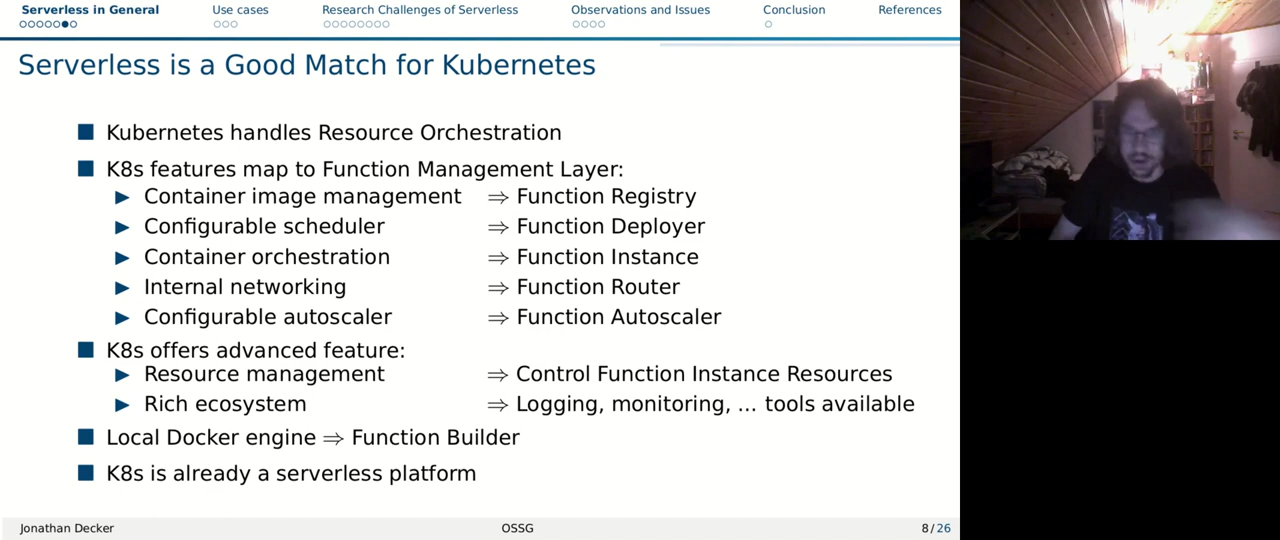 Serverless in General Use cases Research Challenges of Serverless Observations and Issues Conclusion References
Serverless is a Good Match for Kubernetes
Kubernetes handles Resource Orchestration
K8s features map to Function Management Layer:
Container image management ⇒ Function Registry
Configurable scheduler ⇒ Function Deployer
Container orchestration ⇒ Function Instance
Internal networking ⇒ Function Router
Configurable autoscaler ⇒ Function Autoscaler
K8s offers advanced feature:
Resource management ⇒ Control Function Instance Resources
Rich ecosystem ⇒ Logging, monitoring, ... tools available
Local Docker engine ⇒ Function Builder
K8s is already a serverless platform
Jonathan Decker OSSG 8/26